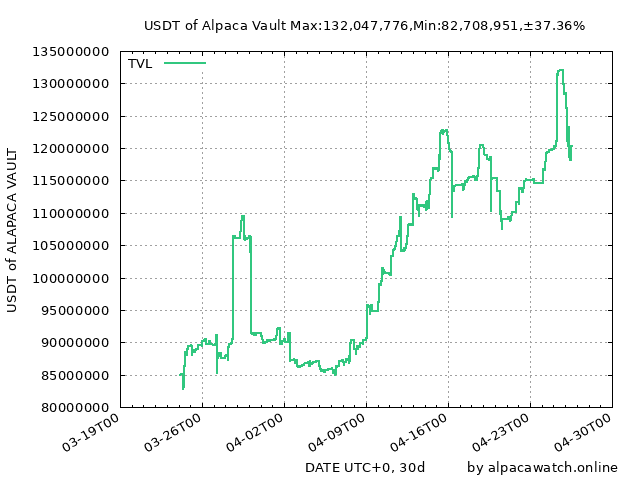 USDT of Alpaca Vault Max:132,047,776,Min:82,708,951,±37.36%
135000000
TVL
130000000
125000000
120000000
115000000
110000000
105000000
100000000
95000000
90000000
85000000
80000000
USDT of ALAPACA VAULT
03-19T00
03-26T00
04-02T00
04-09T00
04-16T00
04-23T00
04-30T00
DATE UTC+0, 30d
by alpacawatch.online